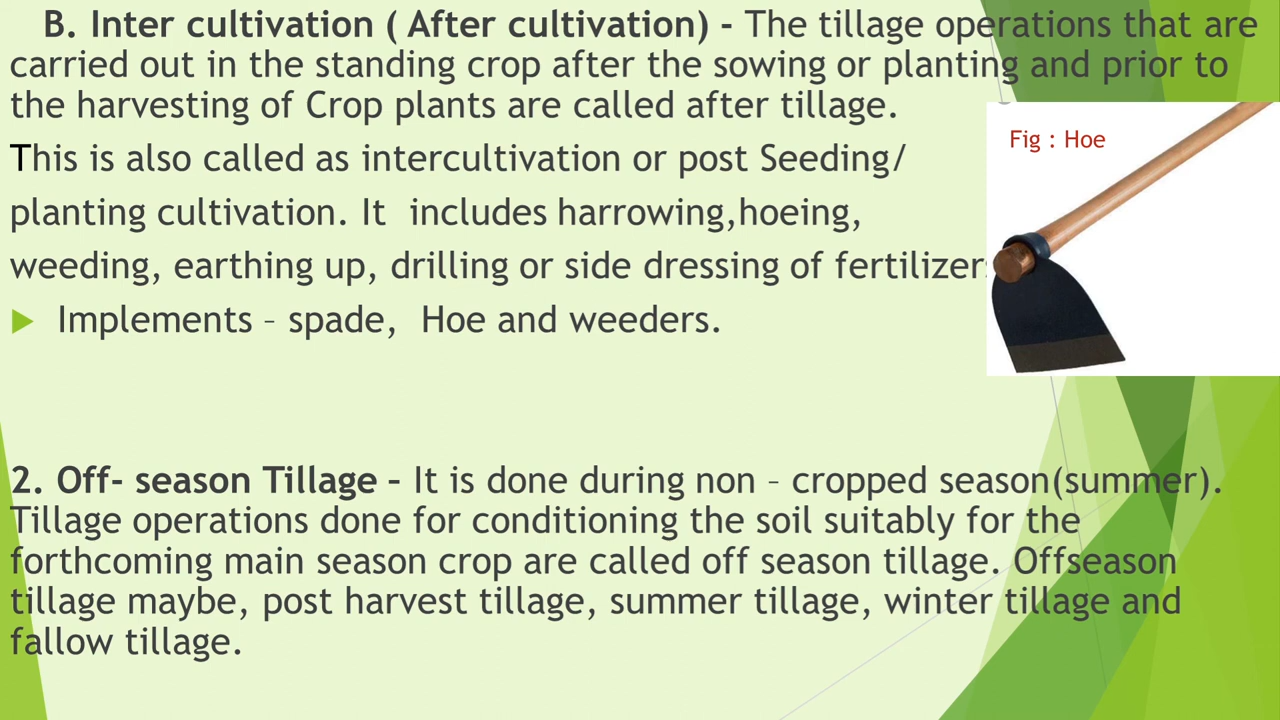 B. Inter cultivation ( After cultivation) - The tillage operations that are
carried out in the standing crop after the sowing or planting and prior to
the harvesting of Crop plants are called after tillage.
Fig : Hoe
This is also called as intercultivation or post Seeding/
planting cultivation. It includes harrowing,hoeing,
weeding, earthing up, drilling or side dressing of fertilizers
Implements – spade, Hoe and weeders.
2. Off- season Tillage – It is done during non – cropped season(summer).
Tillage operations done for conditioning the soil suitably for the
forthcoming main season crop are called off season tillage. Offseason
tillage maybe, post harvest tillage, summer tillage, winter tillage and
fallow tillage.